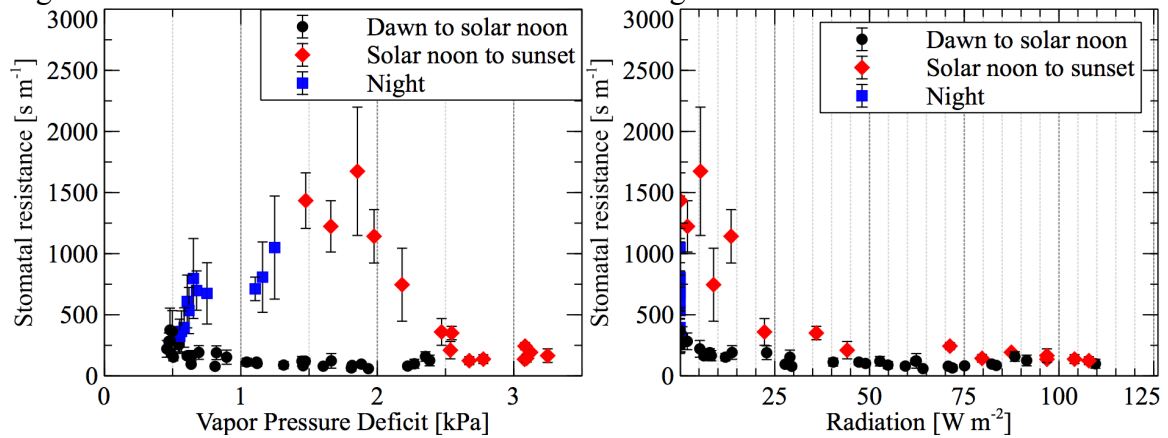 3000
2500
2000
1500
1000
500
0
Stomatal resistance [s m-1]
Dawn to solar noon
Solar noon to sunset
Night
0 1 2 3
Vapor Pressure Deficit [kPa]
3000
2500
2000
1500
1000
500
0
Stomatal resistance [s m-1]
Dawn to solar noon
Solar noon to sunset
Night
25 50 75 100 125
Radiation [W m-2]